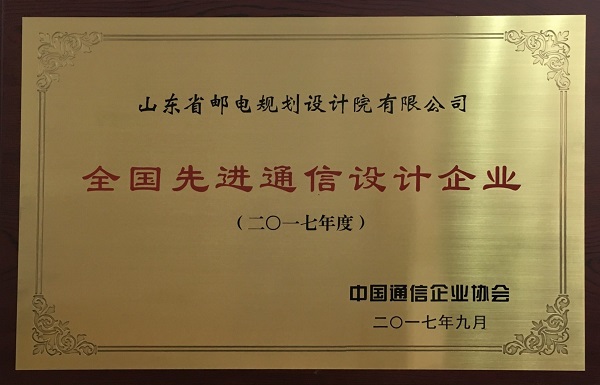 山东省邮电规划设计院有限公司
全国先进通信设计企业
（二〇一七年度）
中国通信企业协会
二〇一七年九月